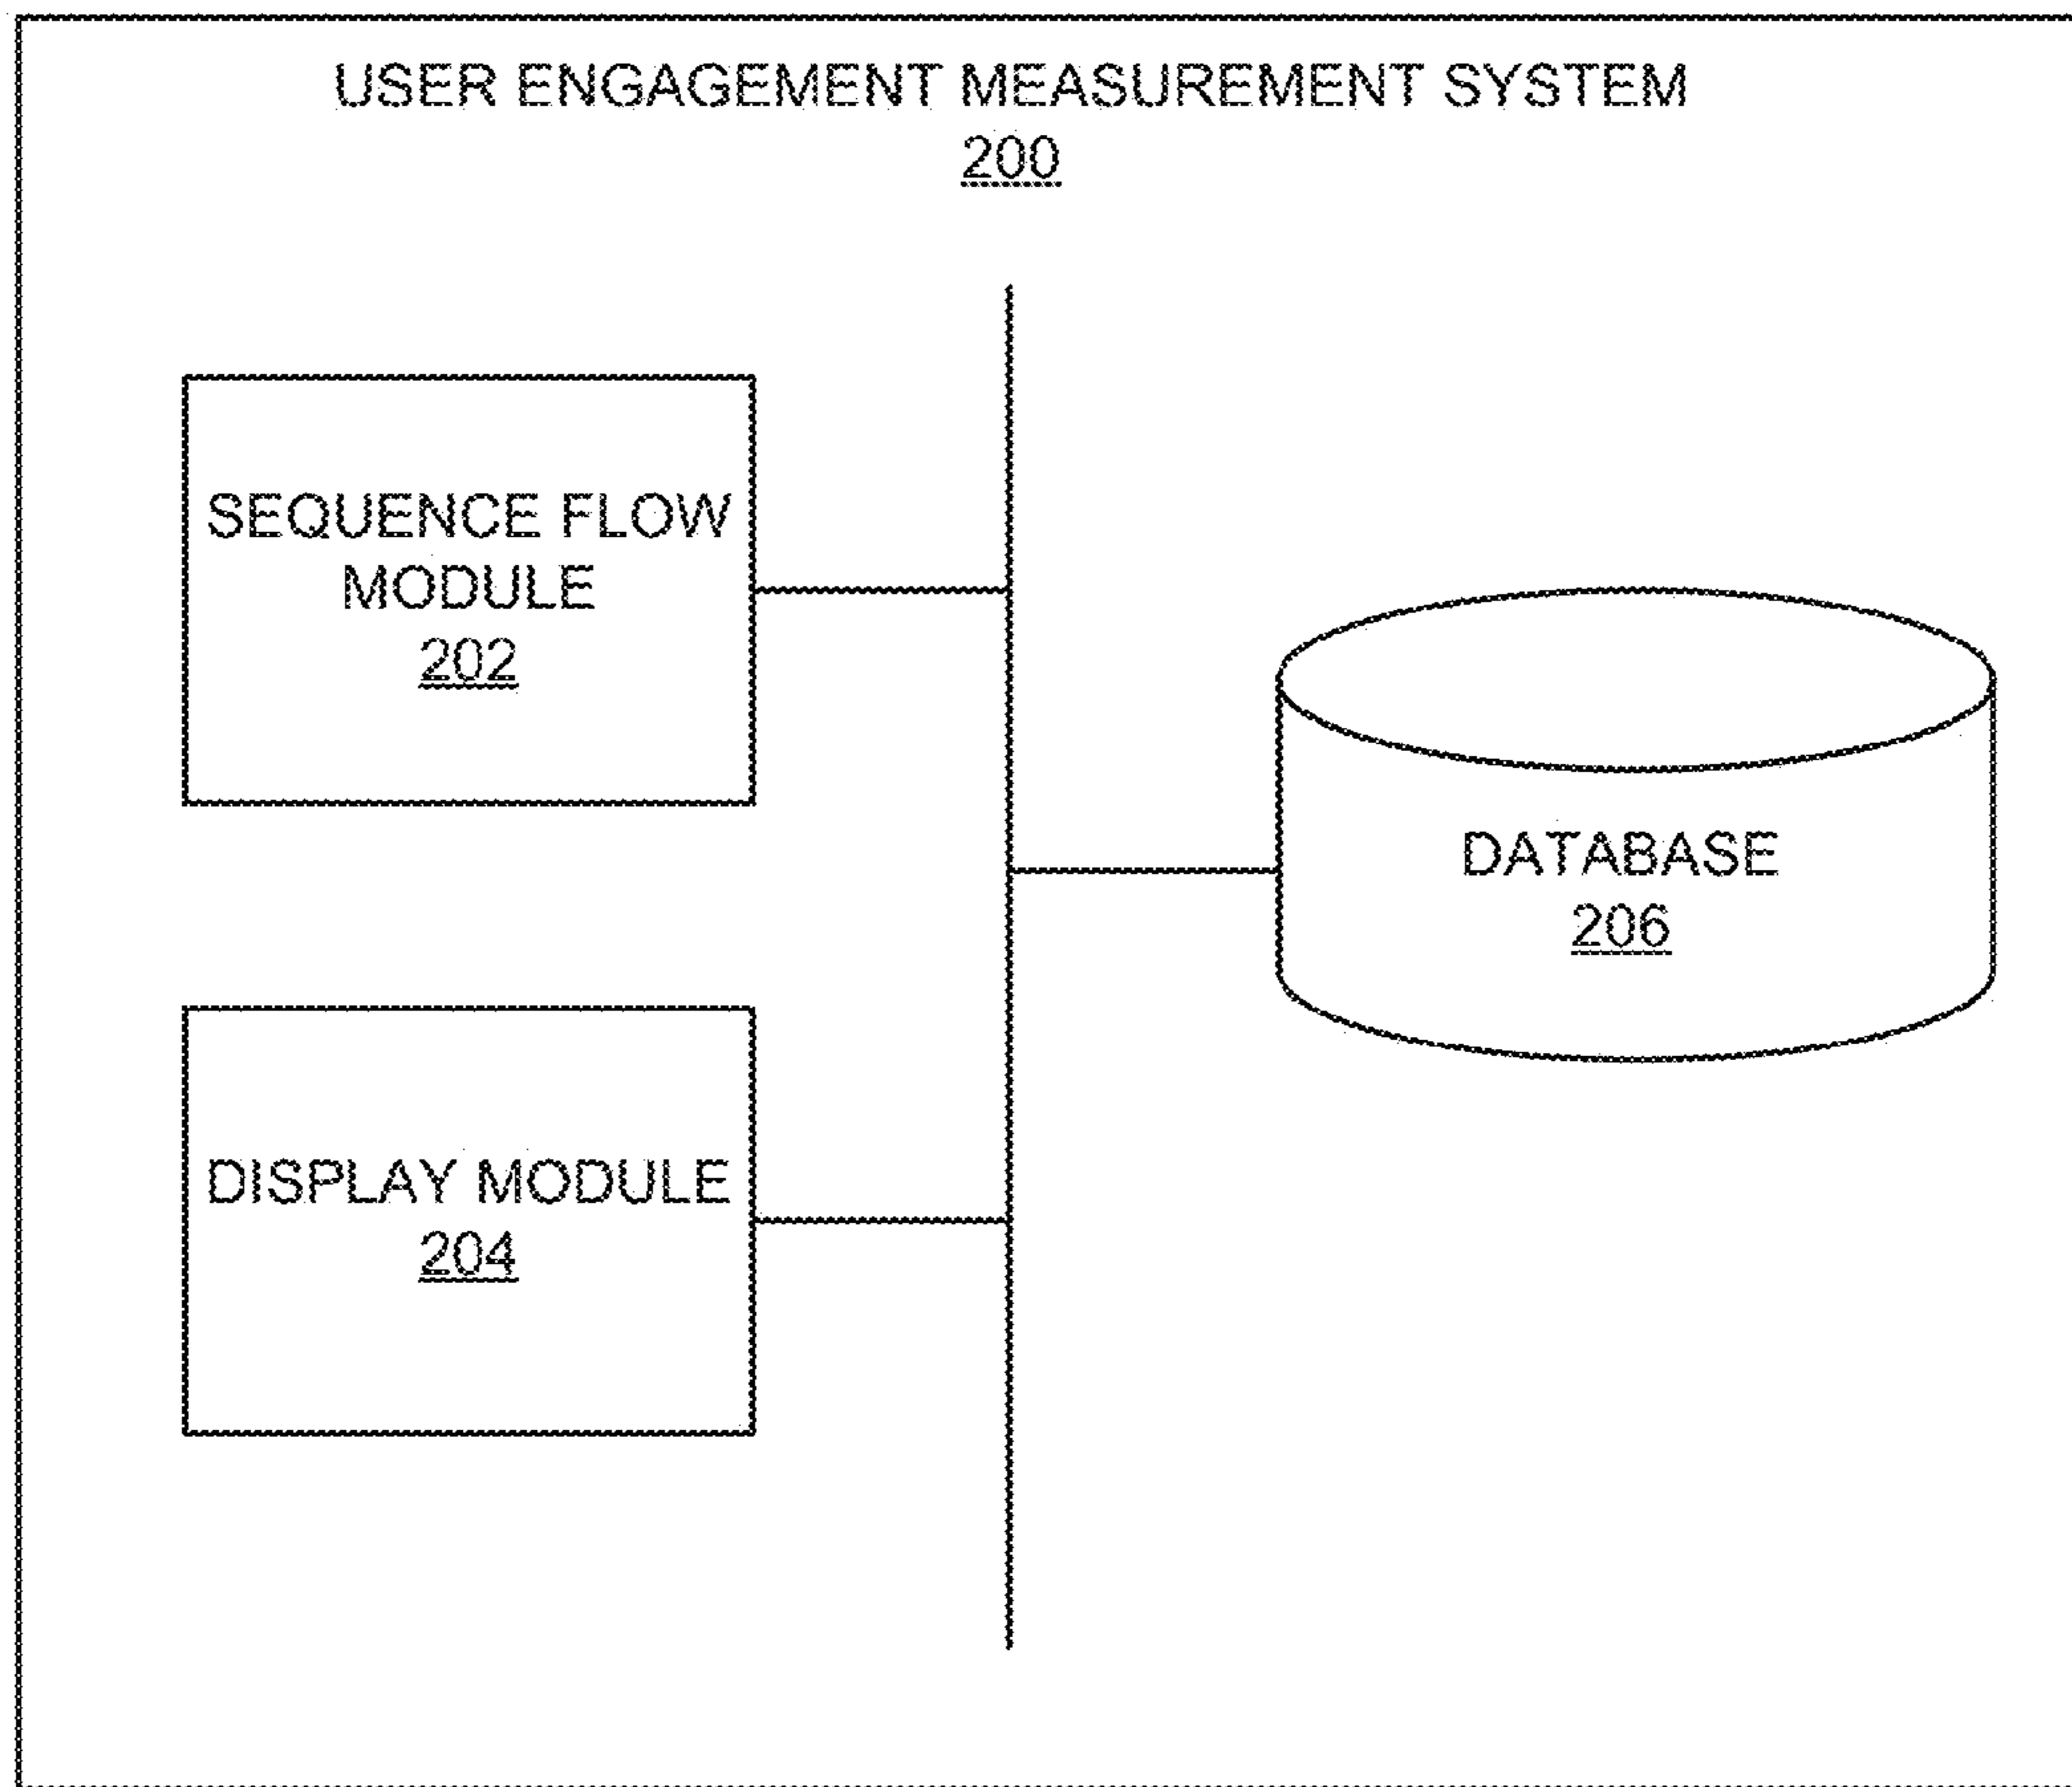 USER ENGAGEMENT MEASUREMENT SYSTEM
200
SEQUENCE FLOW
MODULE
202
DATABASE
206
DISPLAY MODULE
204